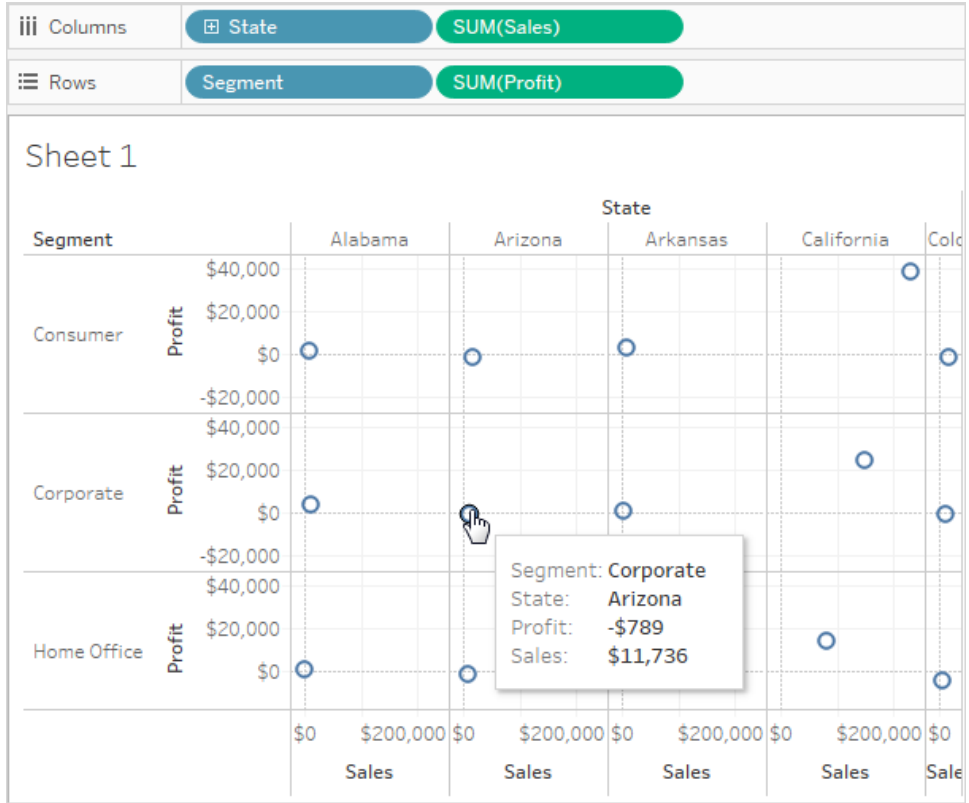 Columns State SUM(Sales)
Rows Segment SUM(Profit)
Sheet 1
State
Segment Alabama Arizona Arkansas California Colo
$40,000
$20,000
Consumer Profit $0
-$20,000
$40,000
$20,000
Corporate Profit $0
-$20,000
$40,000
$20,000
Home Office Profit $0
Segment: Corporate
State: Arizona
Profit: -$789
Sales: $11,736
$0 $200,000 $0 $200,000 $0 $200,000 $0 $200,000 $0
Sales Sales Sales Sales Sale